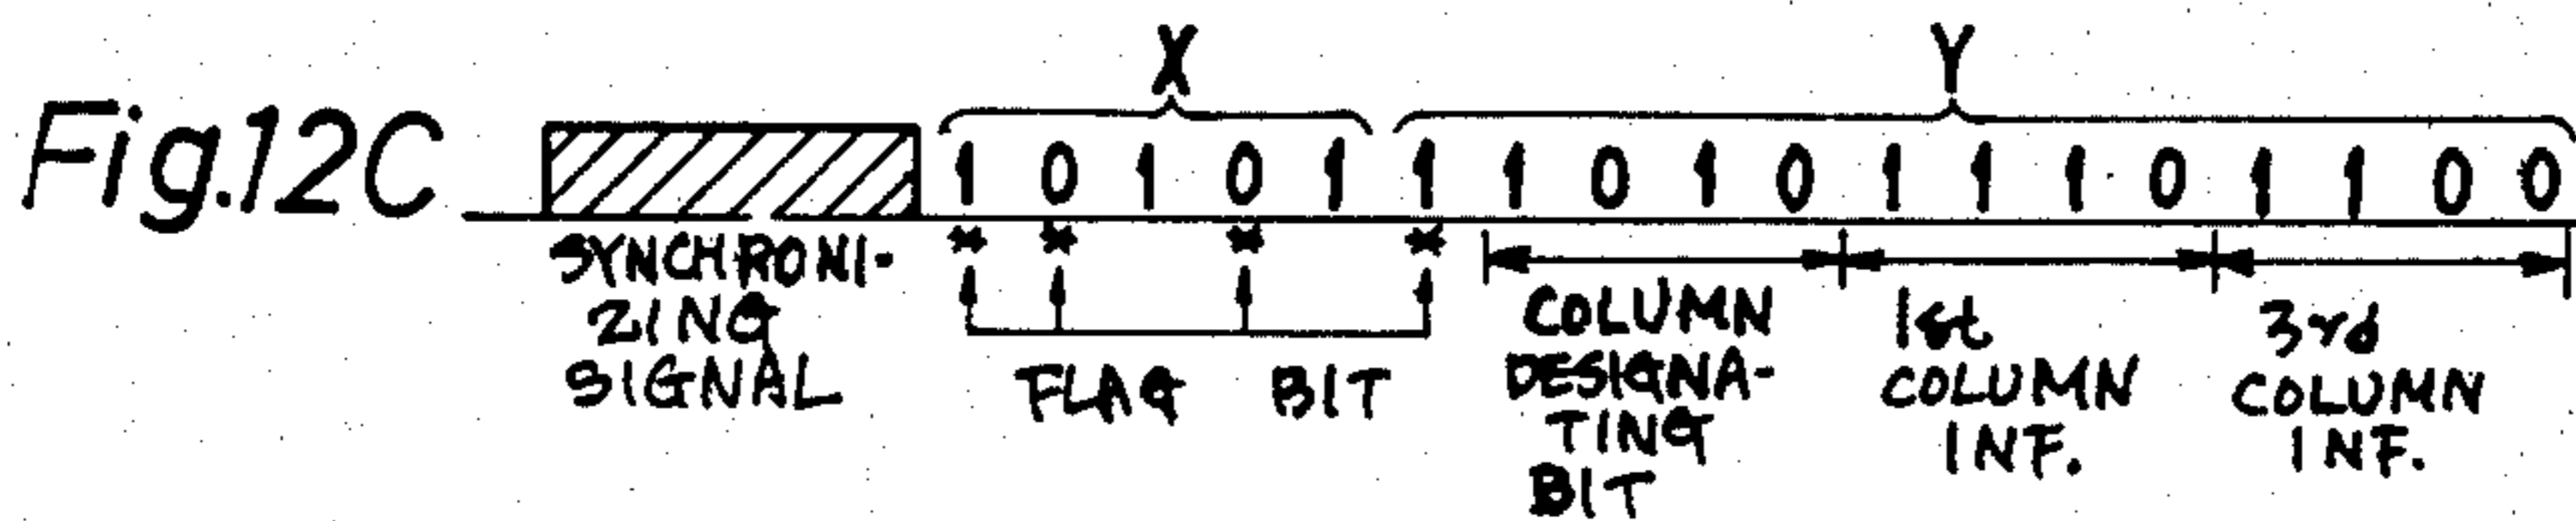 X Y
Fig.12C 1 0 1 0 1 1 1 0 1 0 1 1 1 0 1 1 0 0
* * * *
SYNCHRONI-
ZING
SIGNAL
FLAG BIT
COLUMN
DESIGNA-
TING
BIT
1st
COLUMN
INF.
3rd
COLUMN
INF.